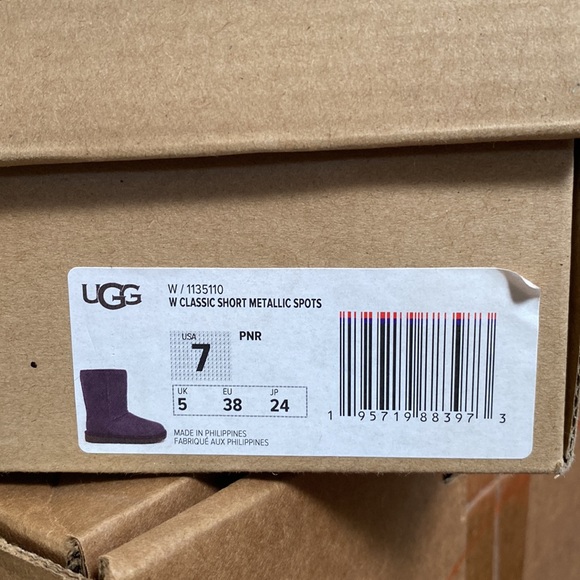 UGG
W / 1135110
W CLASSIC SHORT METALLIC SPOTS
USA
7
PNR
UK EU JP
5 38 24
MADE IN PHILIPPINES
FABRIQUÉ AUX PHILIPPINES
1 95719 88397 3